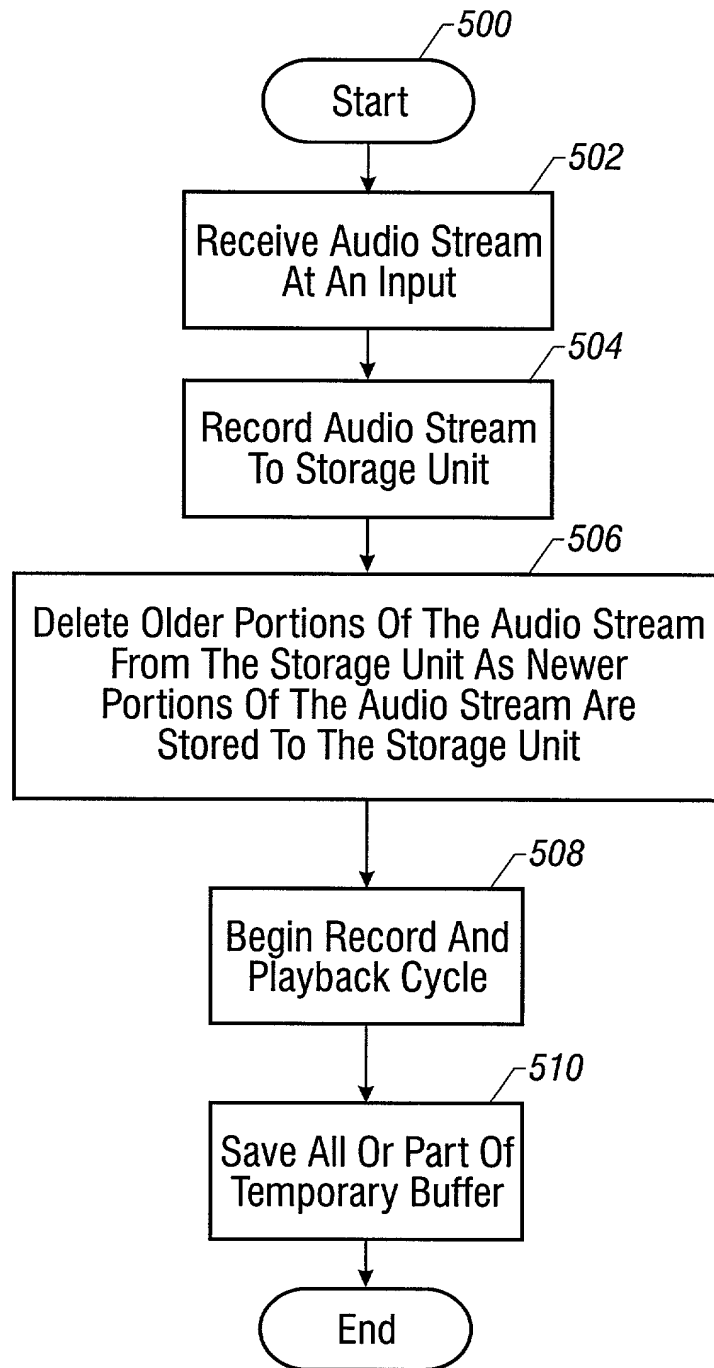 500
Start
502
Receive Audio Stream
At An Input
504
Record Audio Stream
To Storage Unit
506
Delete Older Portions Of The Audio Stream
From The Storage Unit As Newer
Portions Of The Audio Stream Are
Stored To The Storage Unit
508
Begin Record And
Playback Cycle
510
Save All Or Part Of
Temporary Buffer
End